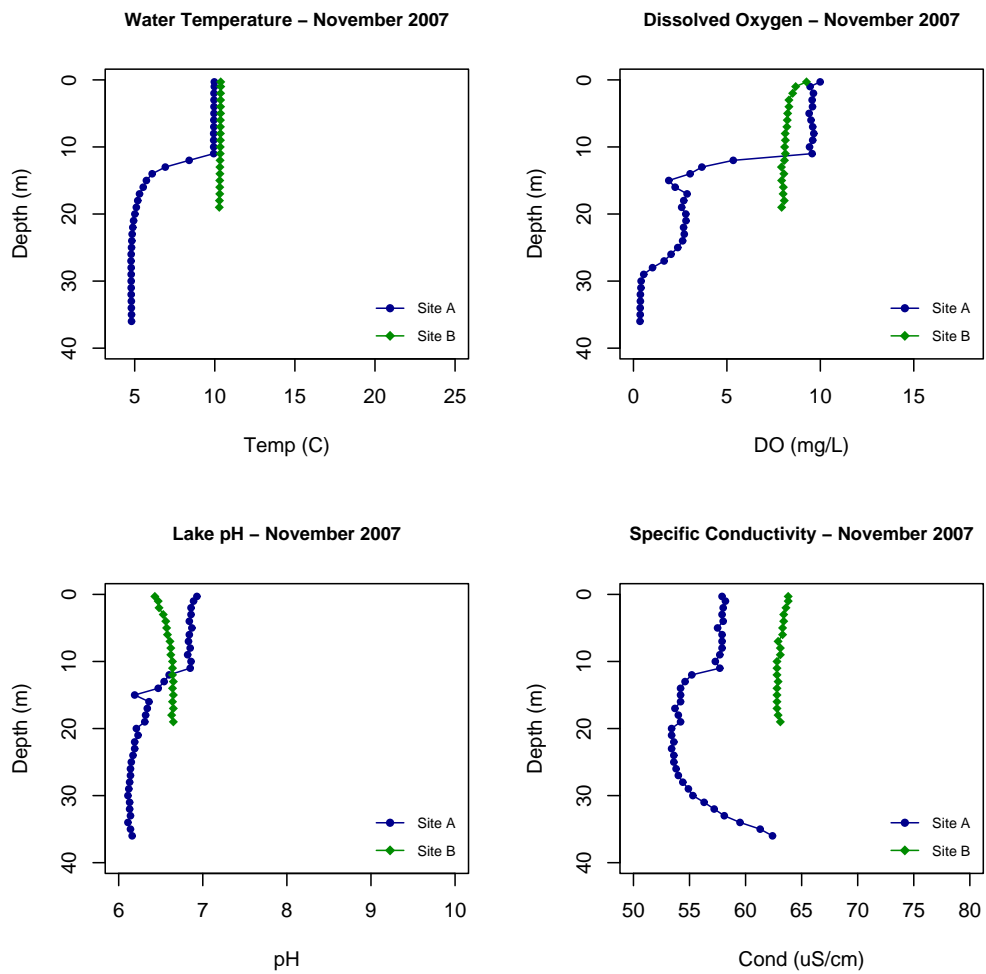 Water Temperature – November 2007
0
10
20
30
40
Depth (m)
Site A
Site B
5 10 15 20 25
Temp (C)
Dissolved Oxygen – November 2007
0
10
20
30
40
Depth (m)
Site A
Site B
0 5 10 15
DO (mg/L)
Lake pH – November 2007
0
10
20
30
40
Depth (m)
Site A
Site B
6 7 8 9 10
pH
Specific Conductivity – November 2007
0
10
20
30
40
Depth (m)
Site A
Site B
50 55 60 65 70 75 80
Cond (uS/cm)